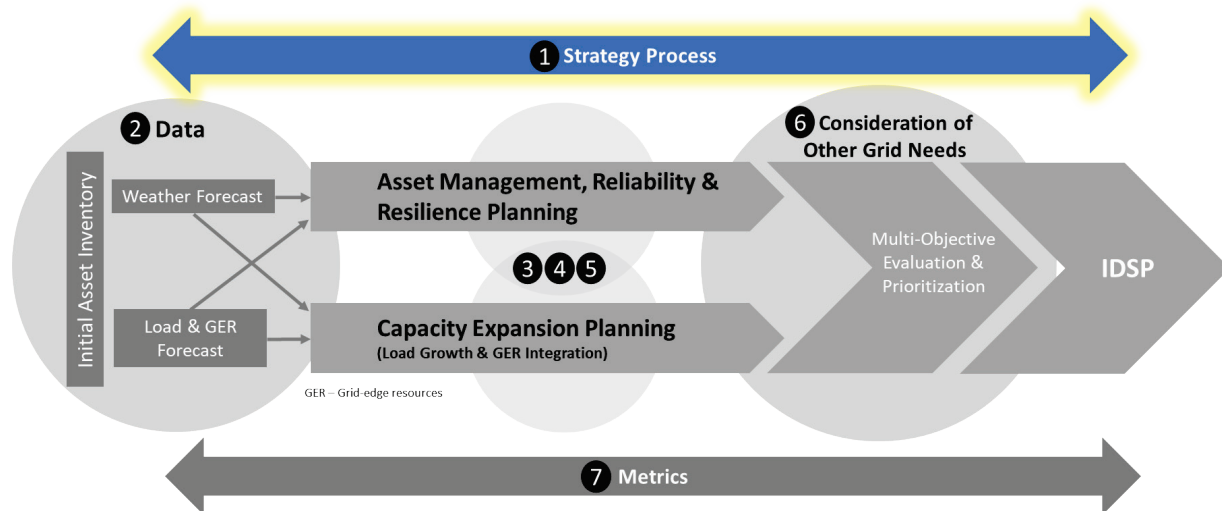 1 Strategy Process
2 Data
6 Consideration of
Other Grid Needs
Initial Asset Inventory
Weather Forecast
Load & GER
Forecast
Asset Management, Reliability &
Resilience Planning
3 4 5
Capacity Expansion Planning
(Load Growth & GER Integration)
GER – Grid-edge resources
Multi-Objective
Evaluation &
Prioritization
IDSP
7 Metrics